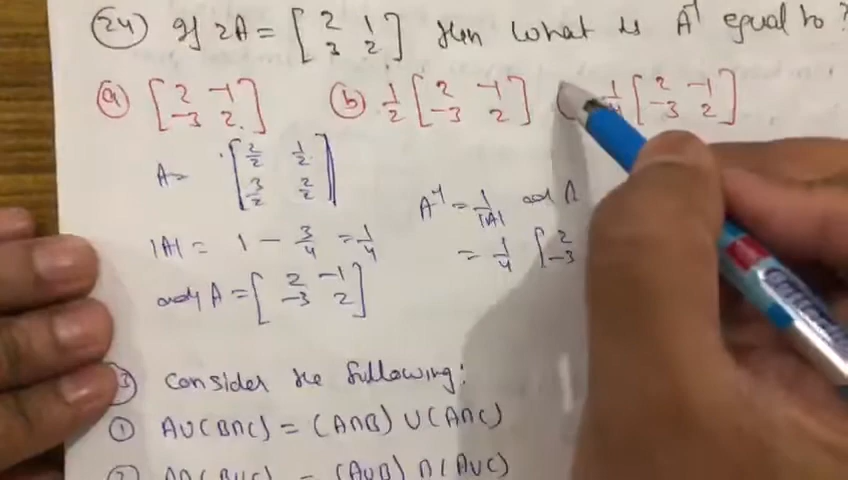 (24) If 2A = [2 1; 3 2] then what is A⁻¹ equal to ?
(a) [2 -1; -3 2] (b) 1/2 [2 -1; -3 2] ( 1/4 [2 -1; -3 2]
A = [2/2 1/2; 3/2 2/2]
A⁻¹ = 1/|A| adj A
|A| = 1 - 3/4 = 1/4
= 1/4 [2 -3
adj A = [2 -1; -3 2]
3 Consider the following:
(1) A∪(B∩C) = (A∩B) ∪ (A∩C)
(2) A∩(B∪C) = (A∪B) ∩ (A∪C)